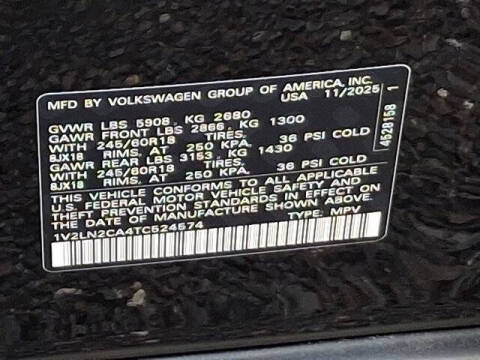 MFD BY VOLKSWAGEN GROUP OF AMERICA, INC.
USA 11/2025
GVWR LBS 5908. KG 2680
GAWR FRONT LBS 2866. KG 1300
WITH 245/60R18 TIRES.
8JX18 RIMS. AT 250 KPA. 36 PSI COLD
GAWR REAR LBS 3153. KG 1430
WITH 245/60R18 TIRES.
8JX18 RIMS. AT 250 KPA. 36 PSI COLD
THIS VEHICLE CONFORMS TO ALL APPLICABLE
U.S. FEDERAL MOTOR VEHICLE SAFETY AND
THEFT PREVENTION STANDARDS IN EFFECT ON
THE DATE OF MANUFACTURE SHOWN ABOVE.
1V2LN2CA4TC524574 TYPE: MPV
4528158 1